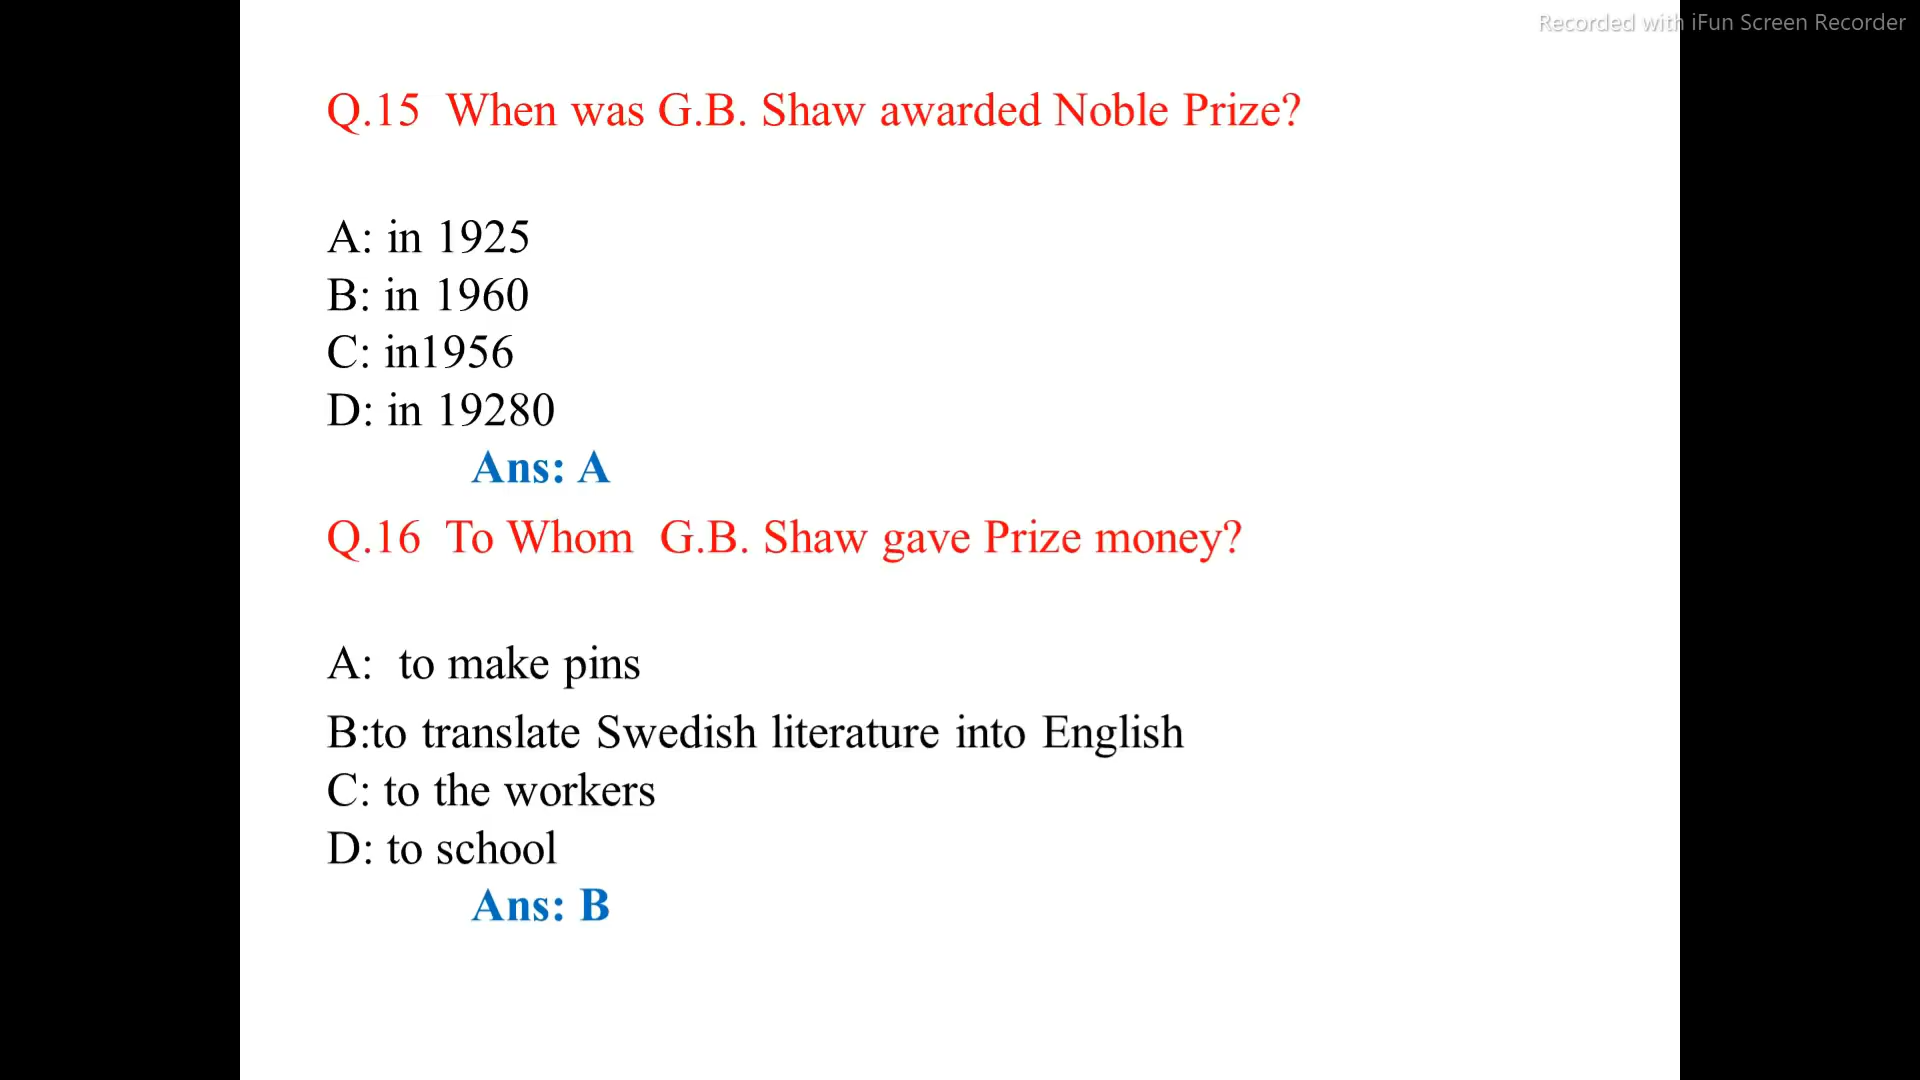 Recorded with iFun Screen Recorder
Q.15 When was G.B. Shaw awarded Noble Prize?
A: in 1925
B: in 1960
C: in1956
D: in 19280
Ans: A
Q.16 To Whom G.B. Shaw gave Prize money?
A: to make pins
B:to translate Swedish literature into English
C: to the workers
D: to school
Ans: B